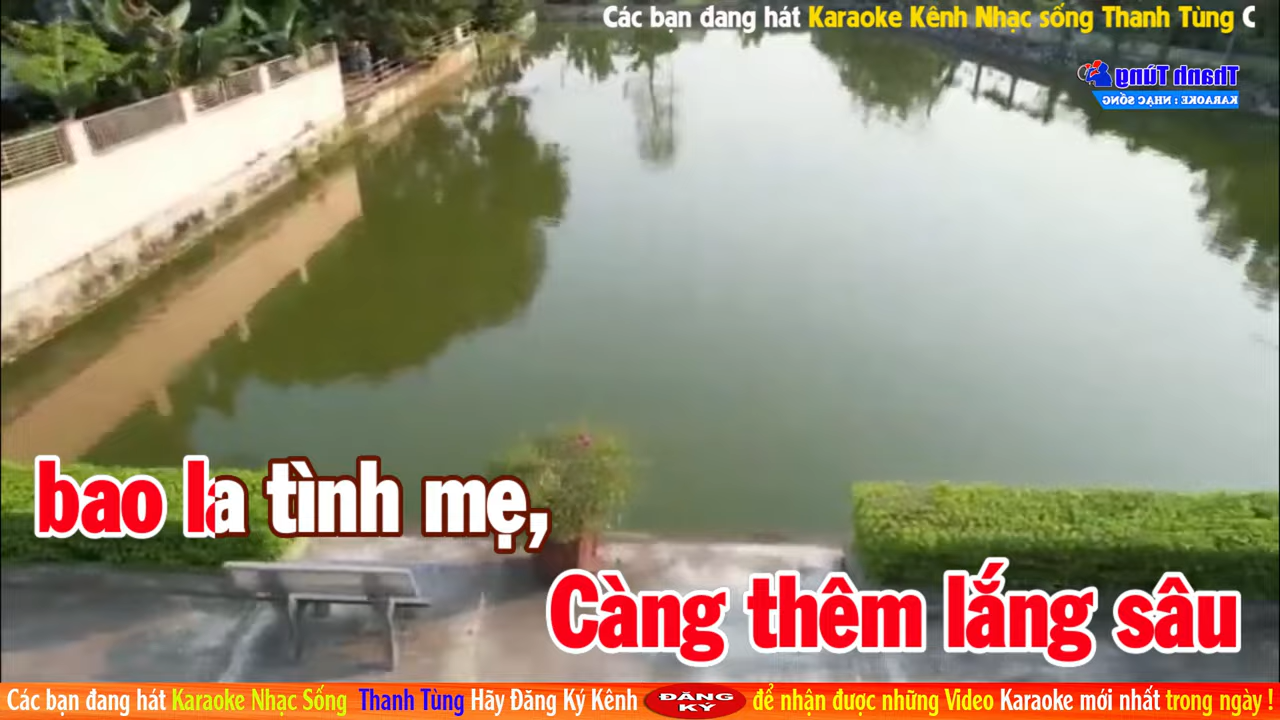 Các bạn đang hát Karaoke Kênh Nhạc sống Thanh Tùng C
Thanh Tùng
KARAOKE : NHẠC SỐNG
bao la tình mẹ,
Càng thêm lắng sâu
Các bạn đang hát Karaoke Nhạc Sống Thanh Tùng Hãy Đăng Ký Kênh ĐĂNG KÝ để nhận được những Video Karaoke mới nhất trong ngày !